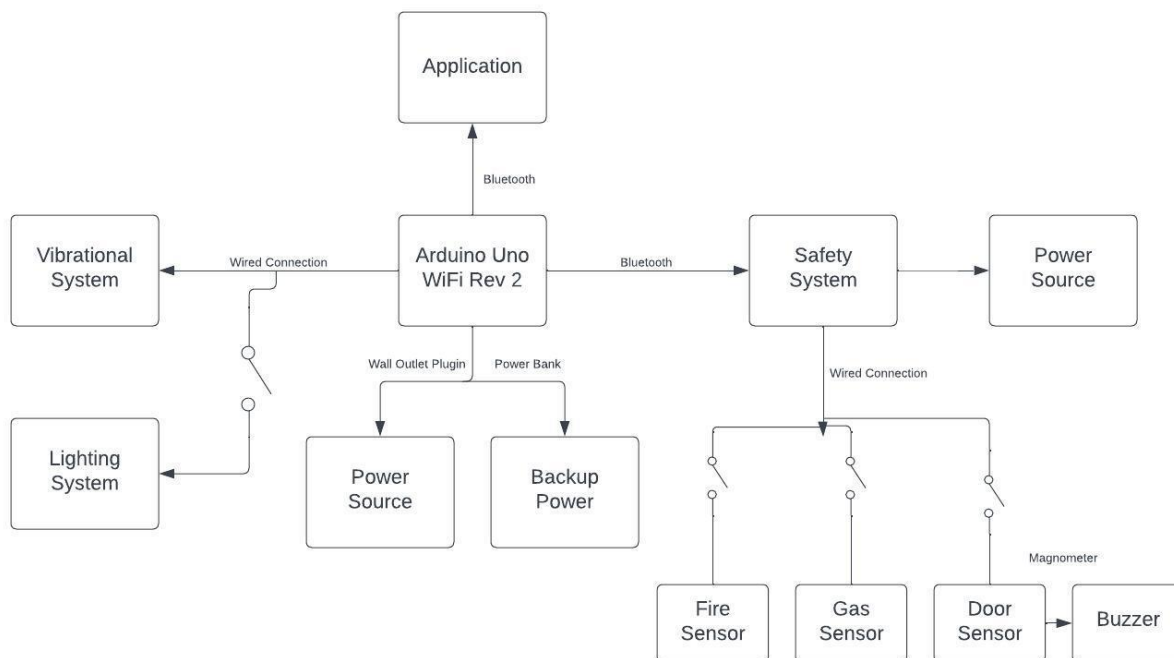 Application
Bluetooth
Vibrational
System
Wired Connection
Arduino Uno
WiFi Rev 2
Bluetooth
Safety
System
Power
Source
Wall Outlet Plugin
Power Bank
Wired Connection
Lighting
System
Power
Source
Backup
Power
Magnometer
Fire
Sensor
Gas
Sensor
Door
Sensor
Buzzer